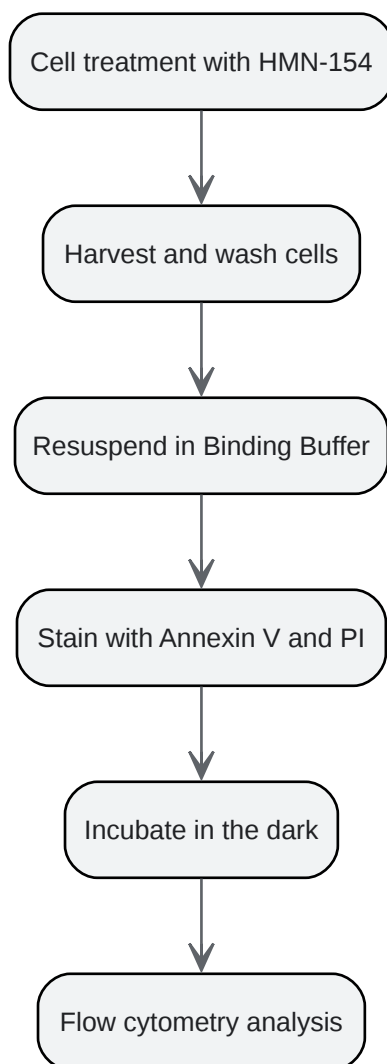 Cell treatment with HMN-154
Harvest and wash cells
Resuspend in Binding Buffer
Stain with Annexin V and PI
Incubate in the dark
Flow cytometry analysis